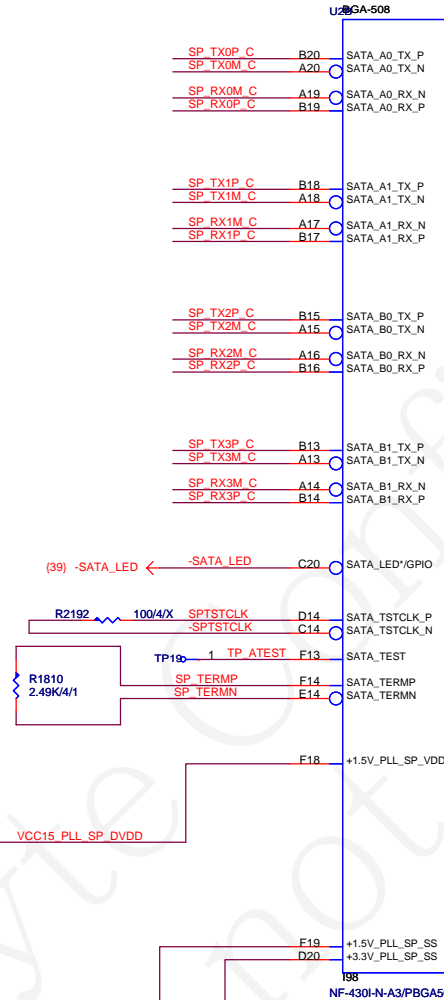 U2B BGA-508
SP_TX0P_C B20 SATA_A0_TX_P
SP_TX0M_C A20 SATA_A0_TX_N
SP_RX0M_C A19 SATA_A0_RX_N
SP_RX0P_C B19 SATA_A0_RX_P
SP_TX1P_C B18 SATA_A1_TX_P
SP_TX1M_C A18 SATA_A1_TX_N
SP_RX1M_C A17 SATA_A1_RX_N
SP_RX1P_C B17 SATA_A1_RX_P
SP_TX2P_C B15 SATA_B0_TX_P
SP_TX2M_C A15 SATA_B0_TX_N
SP_RX2M_C A16 SATA_B0_RX_N
SP_RX2P_C B16 SATA_B0_RX_P
SP_TX3P_C B13 SATA_B1_TX_P
SP_TX3M_C A13 SATA_B1_TX_N
SP_RX3M_C A14 SATA_B1_RX_N
SP_RX3P_C B14 SATA_B1_RX_P
{39} -SATA_LED -SATA_LED C20 SATA_LED*/GPIO
R2192 100/4/X SPTSTCLK D14 SATA_TSTCLK_P
-SPTSTCLK C14 SATA_TSTCLK_N
TP19 1 TP_ATEST F13 SATA_TEST
R1810 SP_TERMP F14 SATA_TERMP
2.49K/4/1 SP_TERMN E14 SATA_TERMN
F18 +1.5V_PLL_SP_VDD
VCC15_PLL_SP_DVDD
F19 +1.5V_PLL_SP_SS
D20 +3.3V_PLL_SP_SS
I98
NF-430I-N-A3/PBGA5